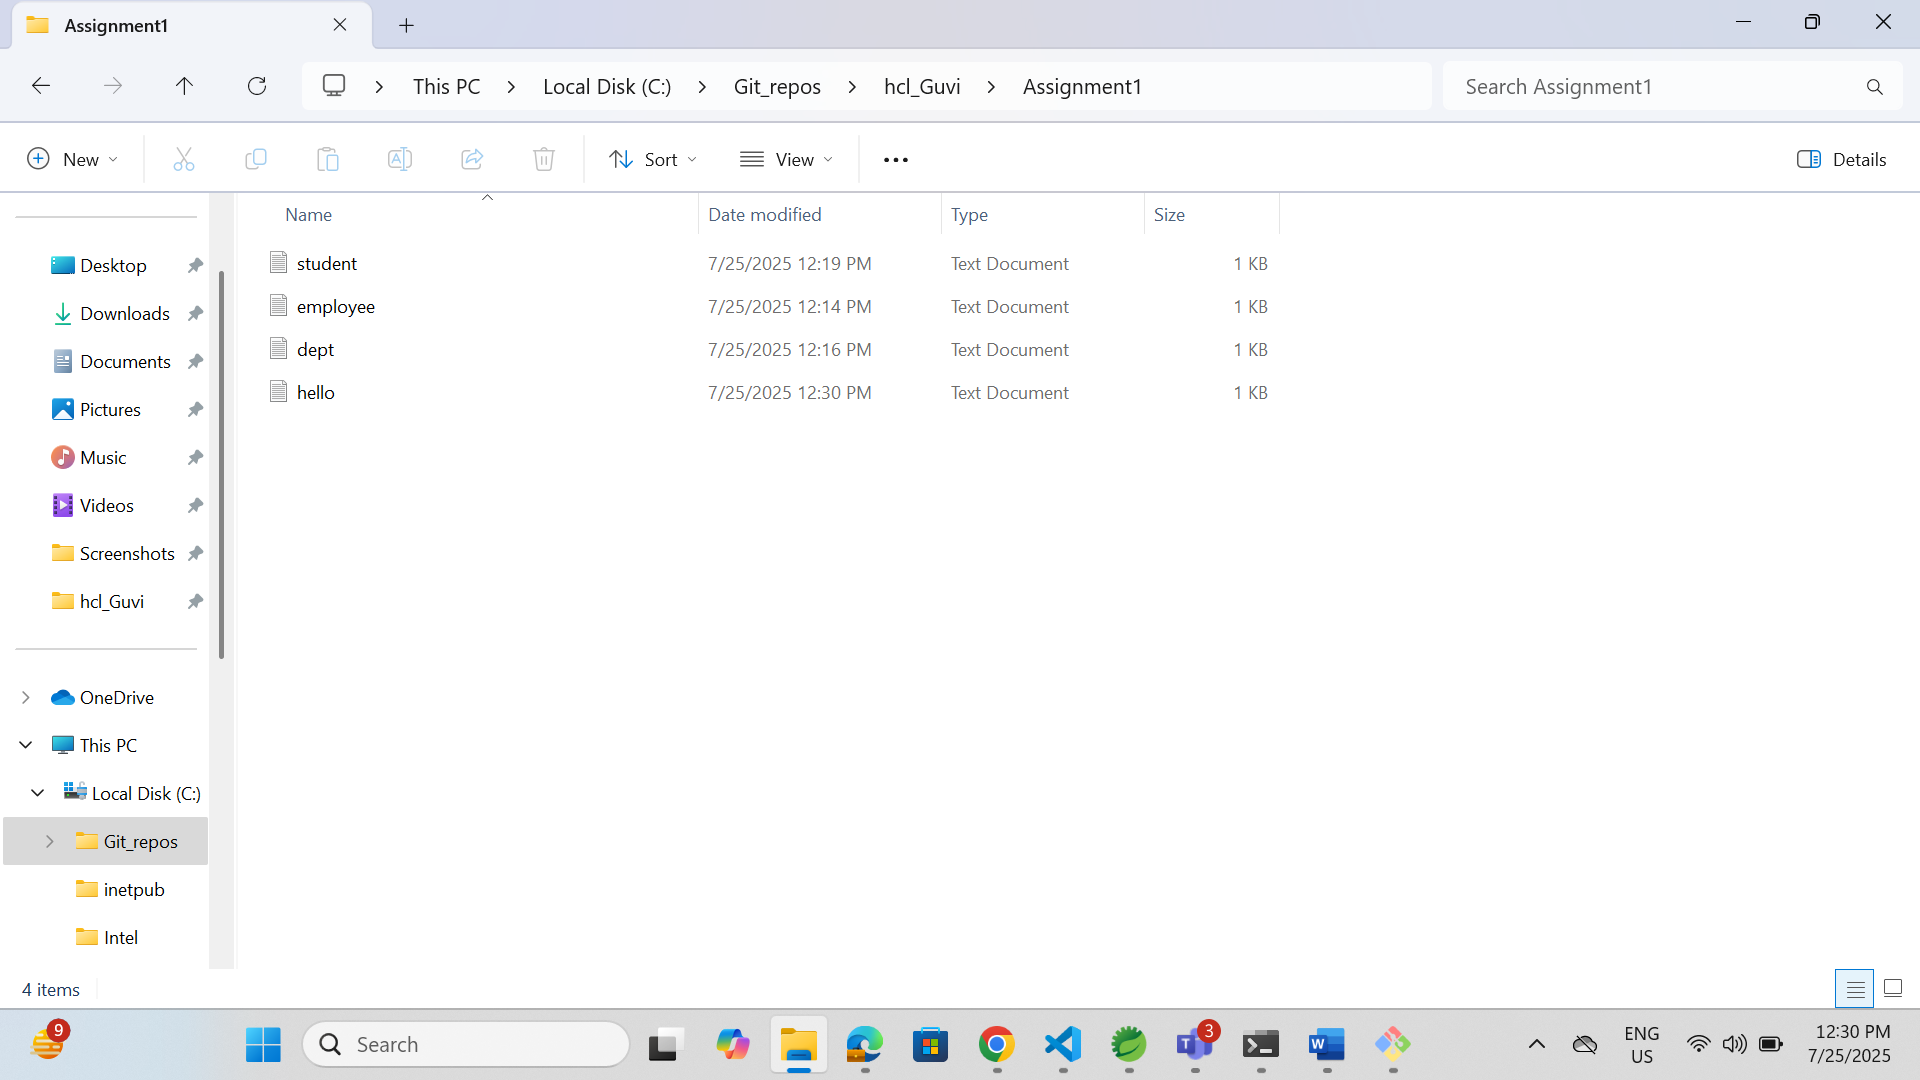 Assignment1
This PC Local Disk (C:) Git_repos hcl_Guvi Assignment1
Search Assignment1
New Sort View Details
Name Date modified Type Size
student 7/25/2025 12:19 PM Text Document 1 KB
employee 7/25/2025 12:14 PM Text Document 1 KB
dept 7/25/2025 12:16 PM Text Document 1 KB
hello 7/25/2025 12:30 PM Text Document 1 KB
Desktop
Downloads
Documents
Pictures
Music
Videos
Screenshots
hcl_Guvi
OneDrive
This PC
Local Disk (C:)
Git_repos
inetpub
Intel
4 items
9
Search
3
ENG
US
12:30 PM
7/25/2025